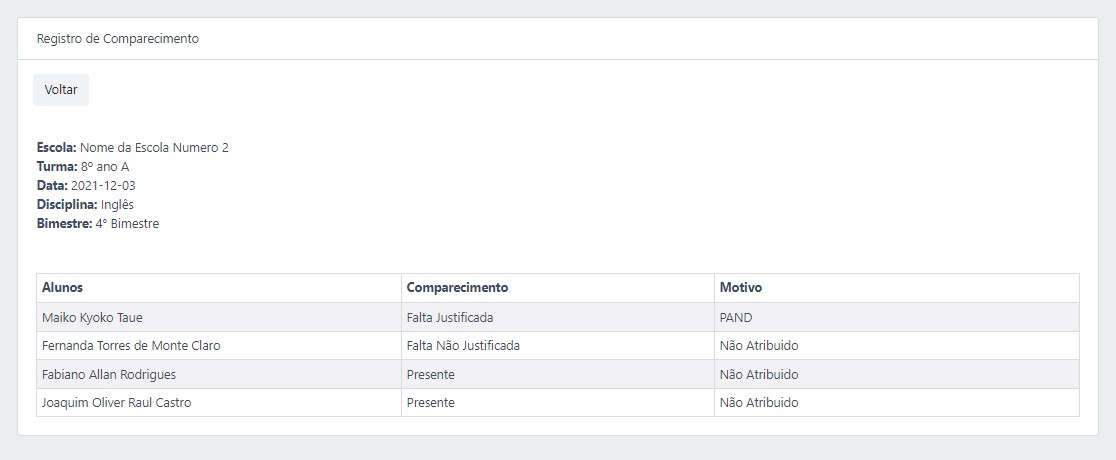 Registro de Comparecimento
Voltar
Escola: Nome da Escola Numero 2
Turma: 8º ano A
Data: 2021-12-03
Disciplina: Inglês
Bimestre: 4° Bimestre
Alunos Comparecimento Motivo
Maiko Kyoko Taue Falta Justificada PAND
Fernanda Torres de Monte Claro Falta Não Justificada Não Atribuido
Fabiano Allan Rodrigues Presente Não Atribuido
Joaquim Oliver Raul Castro Presente Não Atribuido